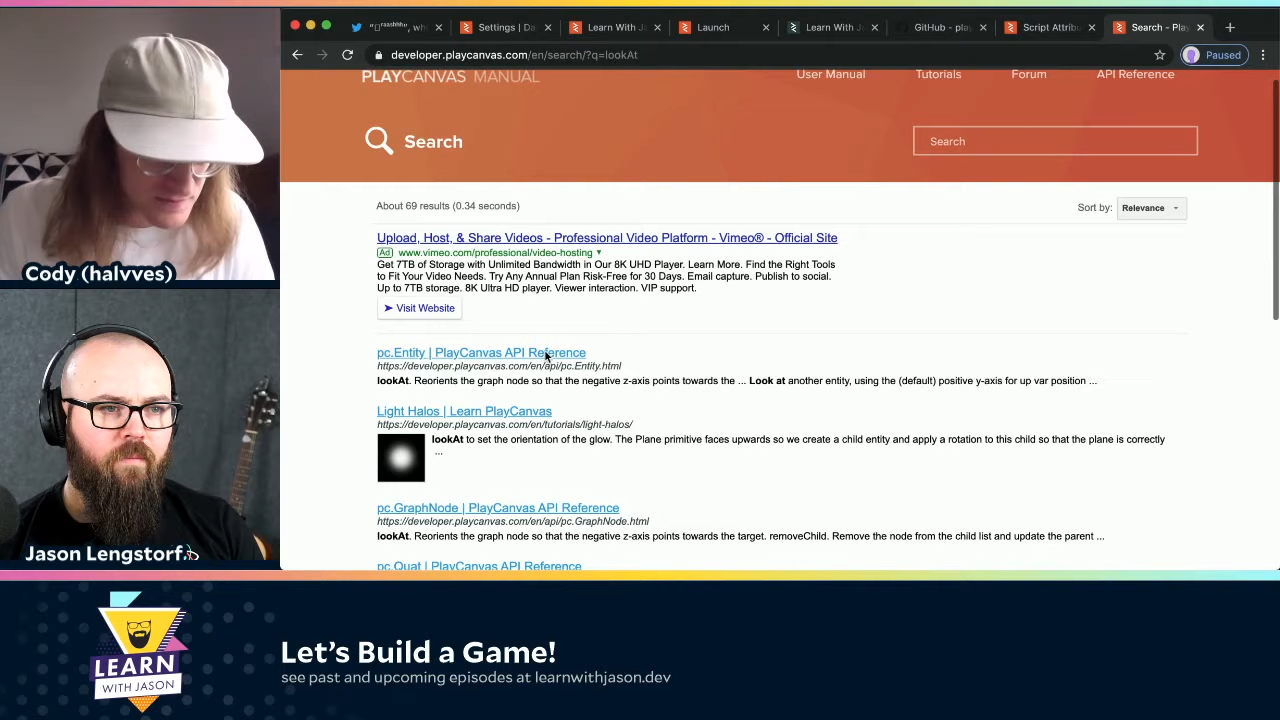 Settings | Da
Learn With J
Launch
Learn With J
GitHub - play
Script Attribu
Search - Play
developer.playcanvas.com/en/search/?q=lookAt
Paused
PLAYCANVAS MANUAL
User Manual
Tutorials
Forum
API Reference
Search
Search
About 69 results (0.34 seconds)
Sort by:
Relevance
Upload, Host, & Share Videos - Professional Video Platform - Vimeo® - Official Site
Ad www.vimeo.com/professional/video-hosting
Get 7TB of Storage with Unlimited Bandwidth in Our 8K UHD Player. Learn More. Find the Right Tools
to Fit Your Video Needs. Try Any Annual Plan Risk-Free for 30 Days. Email capture. Publish to social.
Up to 7TB storage. 8K Ultra HD player. Viewer interaction. VIP support.
Visit Website
pc.Entity | PlayCanvas API Reference
https://developer.playcanvas.com/en/api/pc.Entity.html
lookAt. Reorients the graph node so that the negative z-axis points towards the ... Look at another entity, using the (default) positive y-axis for up var position ...
Light Halos | Learn PlayCanvas
https://developer.playcanvas.com/en/tutorials/light-halos/
lookAt to set the orientation of the glow. The Plane primitive faces upwards so we create a child entity and apply a rotation to this child so that the plane is correctly
...
pc.GraphNode | PlayCanvas API Reference
https://developer.playcanvas.com/en/api/pc.GraphNode.html
lookAt. Reorients the graph node so that the negative z-axis points towards the target. removeChild. Remove the node from the child list and update the parent ...
pc.Quat | PlayCanvas API Reference
Cody (halvves)
Jason Lengstorf
LEARN
WITH JASON
Let's Build a Game!
see past and upcoming episodes at learnwithjason.dev